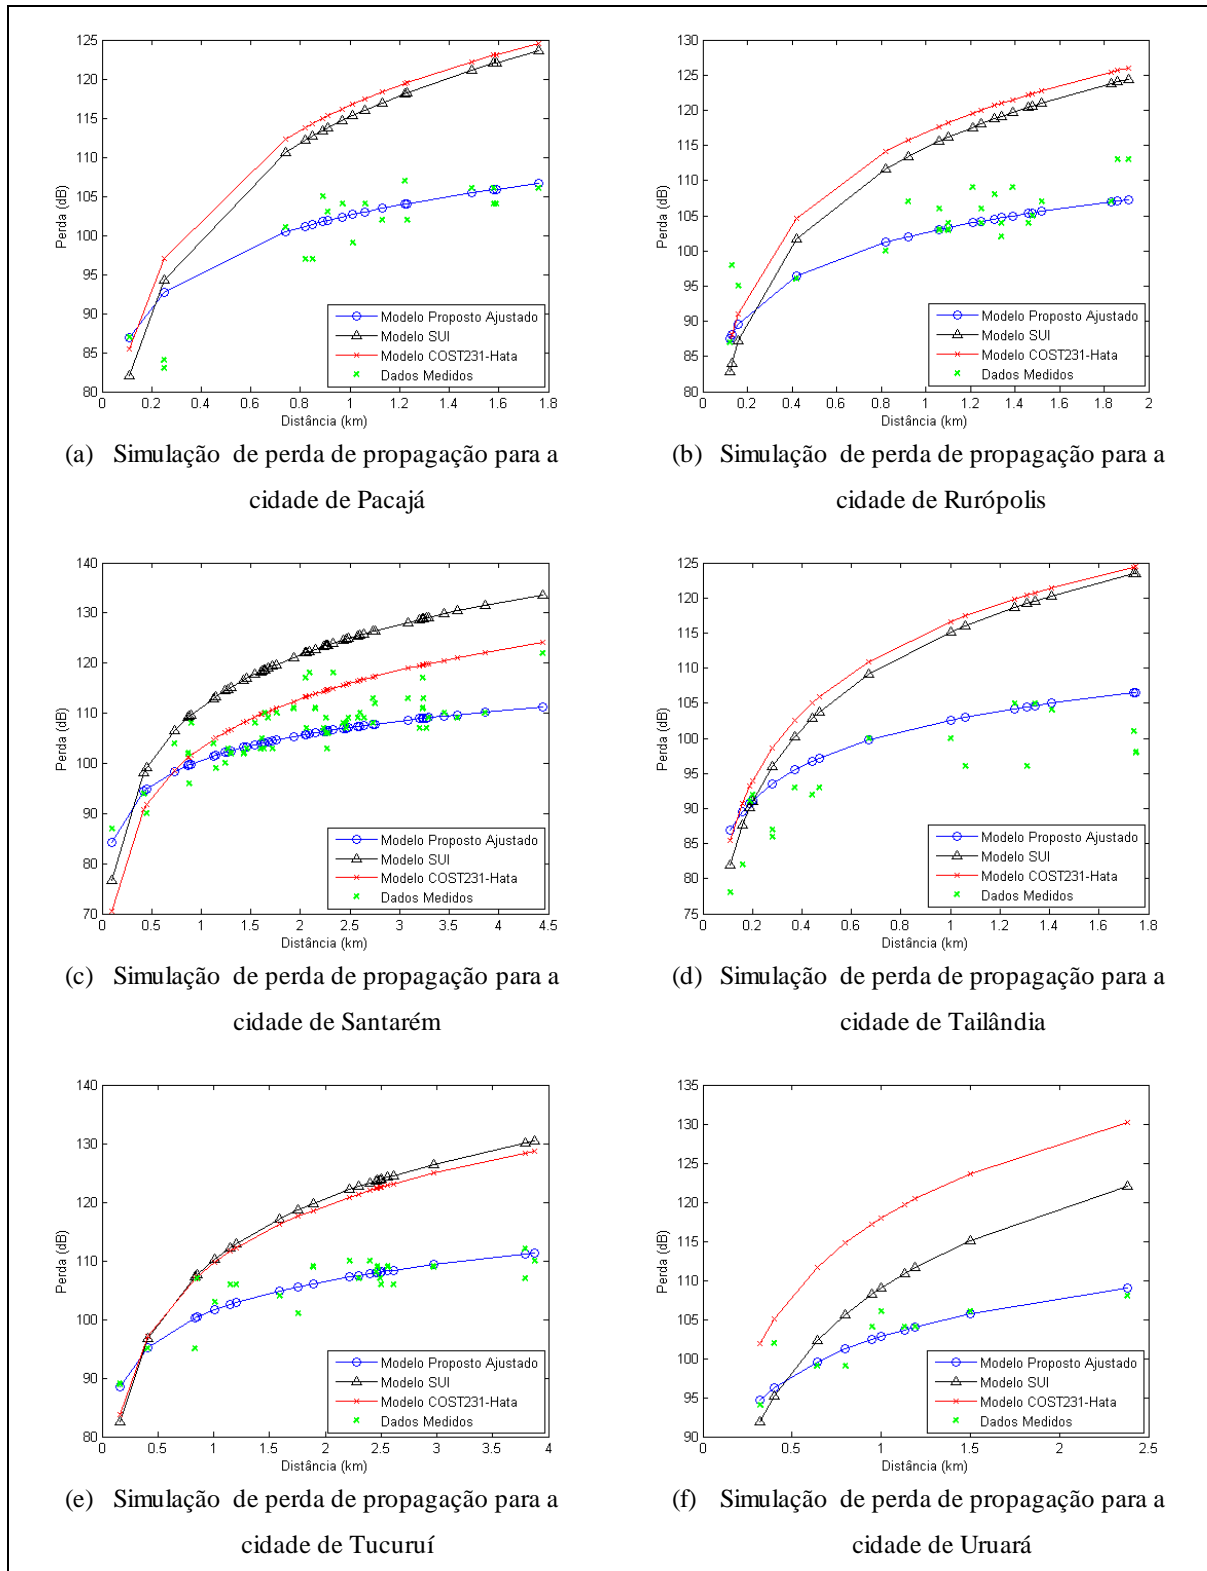 125
120
115
110
105
100
95
90
85
80
Perda (dB)
0 0.2 0.4 0.6 0.8 1 1.2 1.4 1.6 1.8
Distância (km)
Modelo Proposto Ajustado
Modelo SUI
Modelo COST231-Hata
Dados Medidos
(a) Simulação de perda de propagação para a
cidade de Pacajá
130
125
120
115
110
105
100
95
90
85
80
Perda (dB)
0 0.2 0.4 0.6 0.8 1 1.2 1.4 1.6 1.8 2
Distância (km)
Modelo Proposto Ajustado
Modelo SUI
Modelo COST231-Hata
Dados Medidos
(b) Simulação de perda de propagação para a
cidade de Rurópolis
140
130
120
110
100
90
80
70
Perda (dB)
0 0.5 1 1.5 2 2.5 3 3.5 4 4.5
Distância (km)
Modelo Proposto Ajustado
Modelo SUI
Modelo COST231-Hata
Dados Medidos
(c) Simulação de perda de propagação para a
cidade de Santarém
125
120
115
110
105
100
95
90
85
80
75
Perda (dB)
0 0.2 0.4 0.6 0.8 1 1.2 1.4 1.6 1.8
Distância (km)
Modelo Proposto Ajustado
Modelo SUI
Modelo COST231-Hata
Dados Medidos
(d) Simulação de perda de propagação para a
cidade de Tailândia
140
130
120
110
100
90
80
Perda (dB)
0 0.5 1 1.5 2 2.5 3 3.5 4
Distância (km)
Modelo Proposto Ajustado
Modelo SUI
Modelo COST231-Hata
Dados Medidos
(e) Simulação de perda de propagação para a
cidade de Tucuruí
135
130
125
120
115
110
105
100
95
90
Perda (dB)
0 0.5 1 1.5 2 2.5
Distância (km)
Modelo Proposto Ajustado
Modelo SUI
Modelo COST231-Hata
Dados Medidos
(f) Simulação de perda de propagação para a
cidade de Uruará